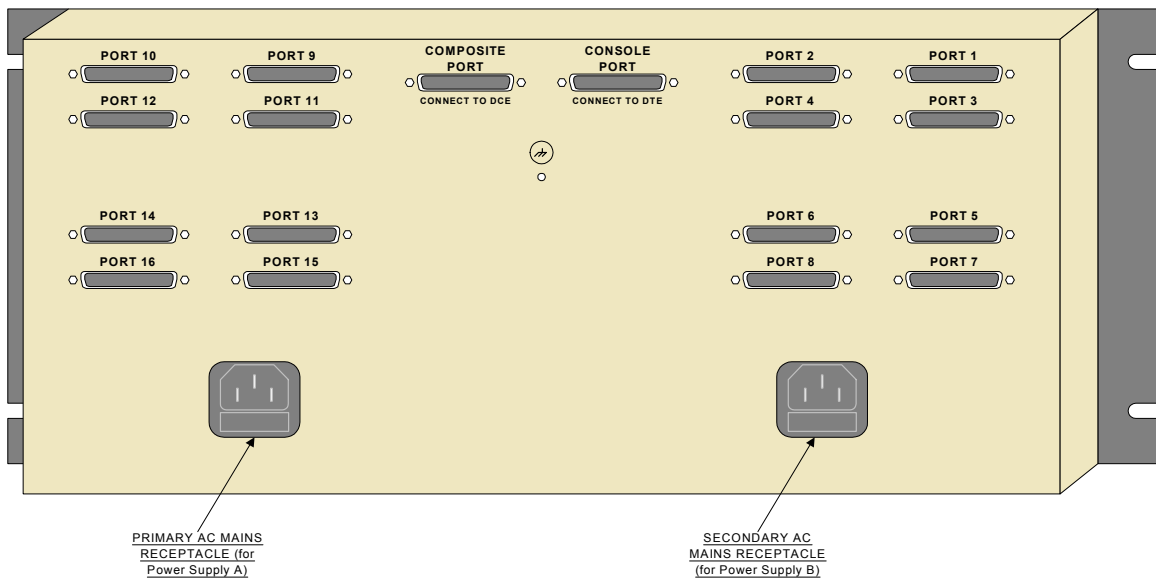 PORT 10
PORT 9
COMPOSITE
PORT
CONNECT TO DCE
CONSOLE
PORT
CONNECT TO DTE
PORT 2
PORT 1
PORT 12
PORT 11
PORT 4
PORT 3
PORT 14
PORT 13
PORT 6
PORT 5
PORT 16
PORT 15
PORT 8
PORT 7
PRIMARY AC MAINS
RECEPTACLE (for
Power Supply A)
SECONDARY AC
MAINS RECEPTACLE
(for Power Supply B)